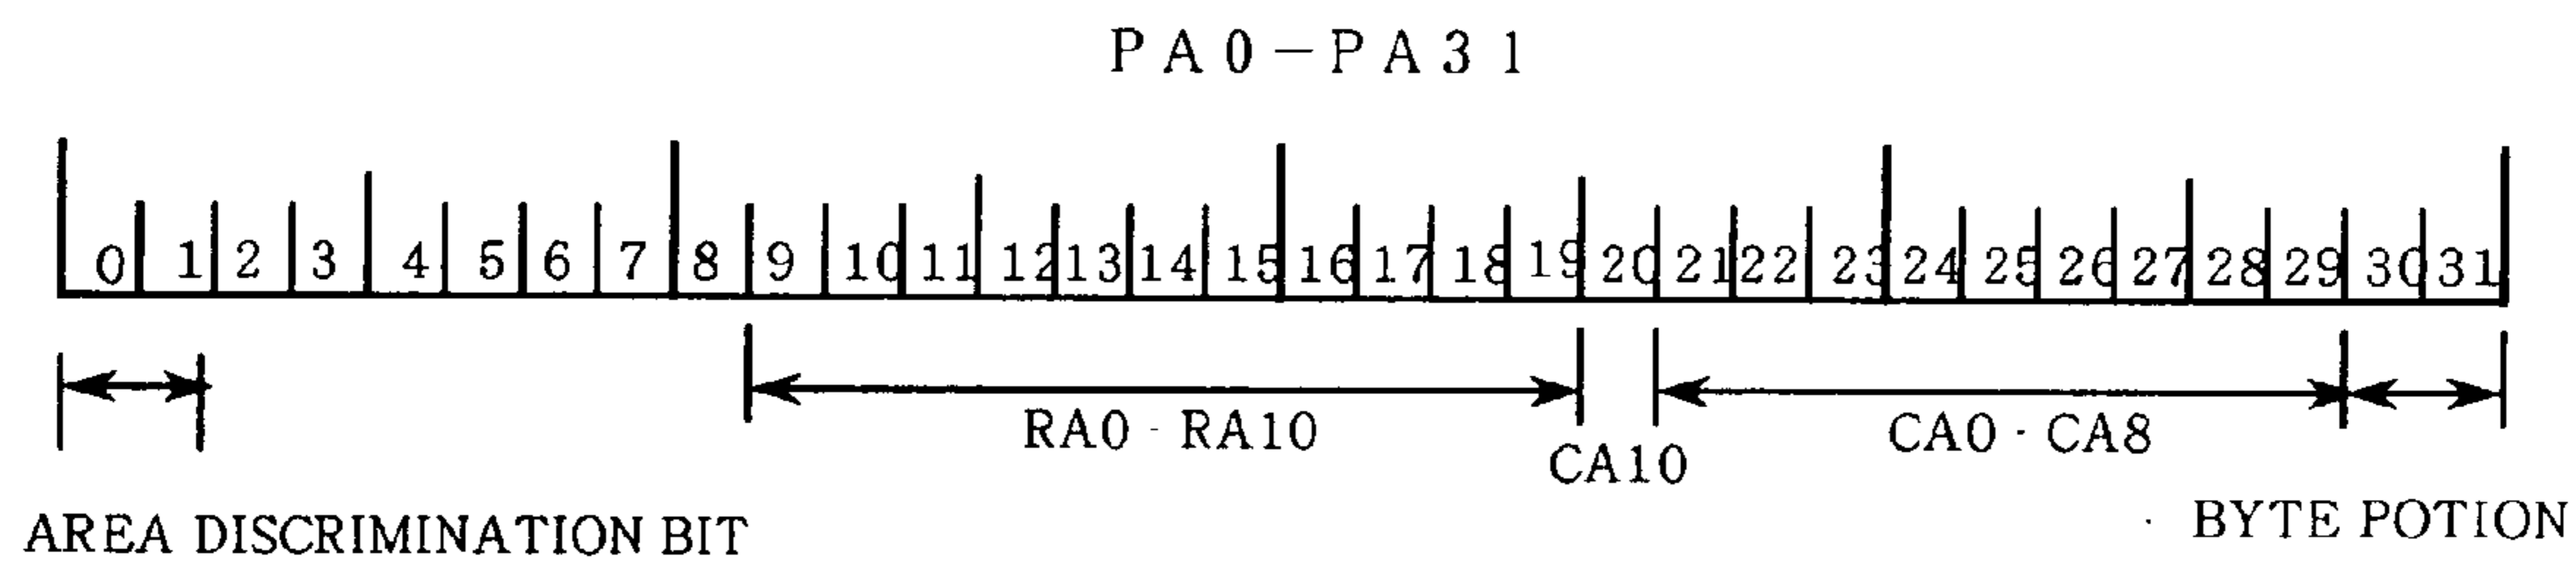 PA0-PA31
0 1 2 3 4 5 6 7 8 9 10 11 12 13 14 15 16 17 18 19 20 21 22 23 24 25 26 27 28 29 30 31
RA0 - RA10
CA10
CA0 · CA8
AREA DISCRIMINATION BIT
BYTE POTION